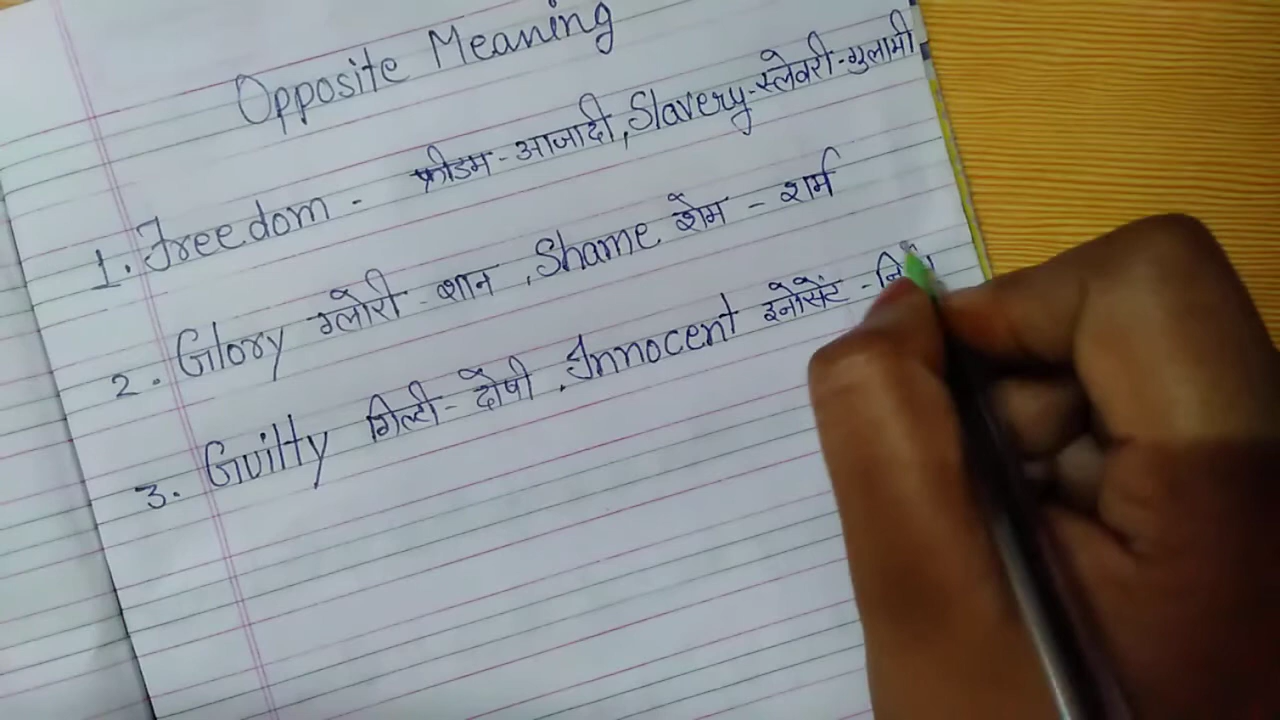 Opposite Meaning
1. Freedom - फ्रीडम - आजादी, Slavery - स्लेवरी - गुलामी
2. Glory ग्लोरी - शान, Shame शेम - शर्म
3. Guilty गिल्टी - दोषी, Innocent इनोसेंट -